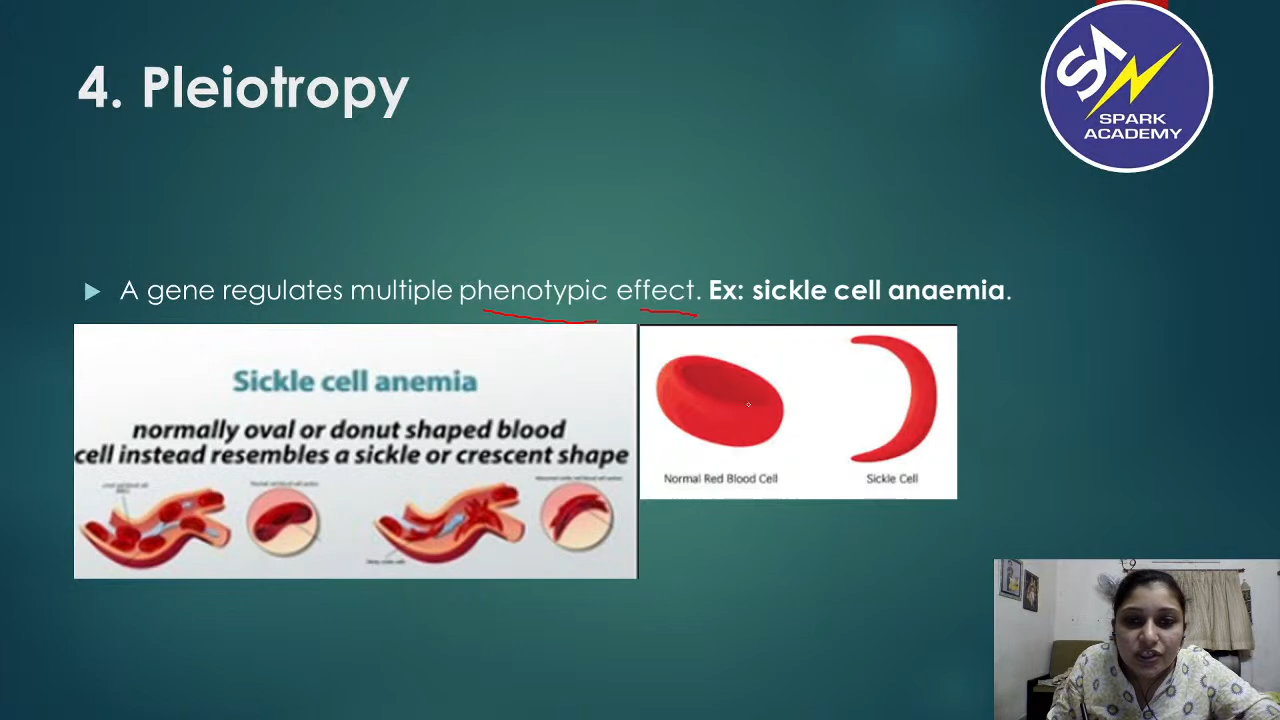 4. Pleiotropy
SPARK
ACADEMY
A gene regulates multiple phenotypic effect. Ex: sickle cell anaemia.
Sickle cell anemia
normally oval or donut shaped blood
cell instead resembles a sickle or crescent shape
Normal Red Blood Cell
Sickle Cell